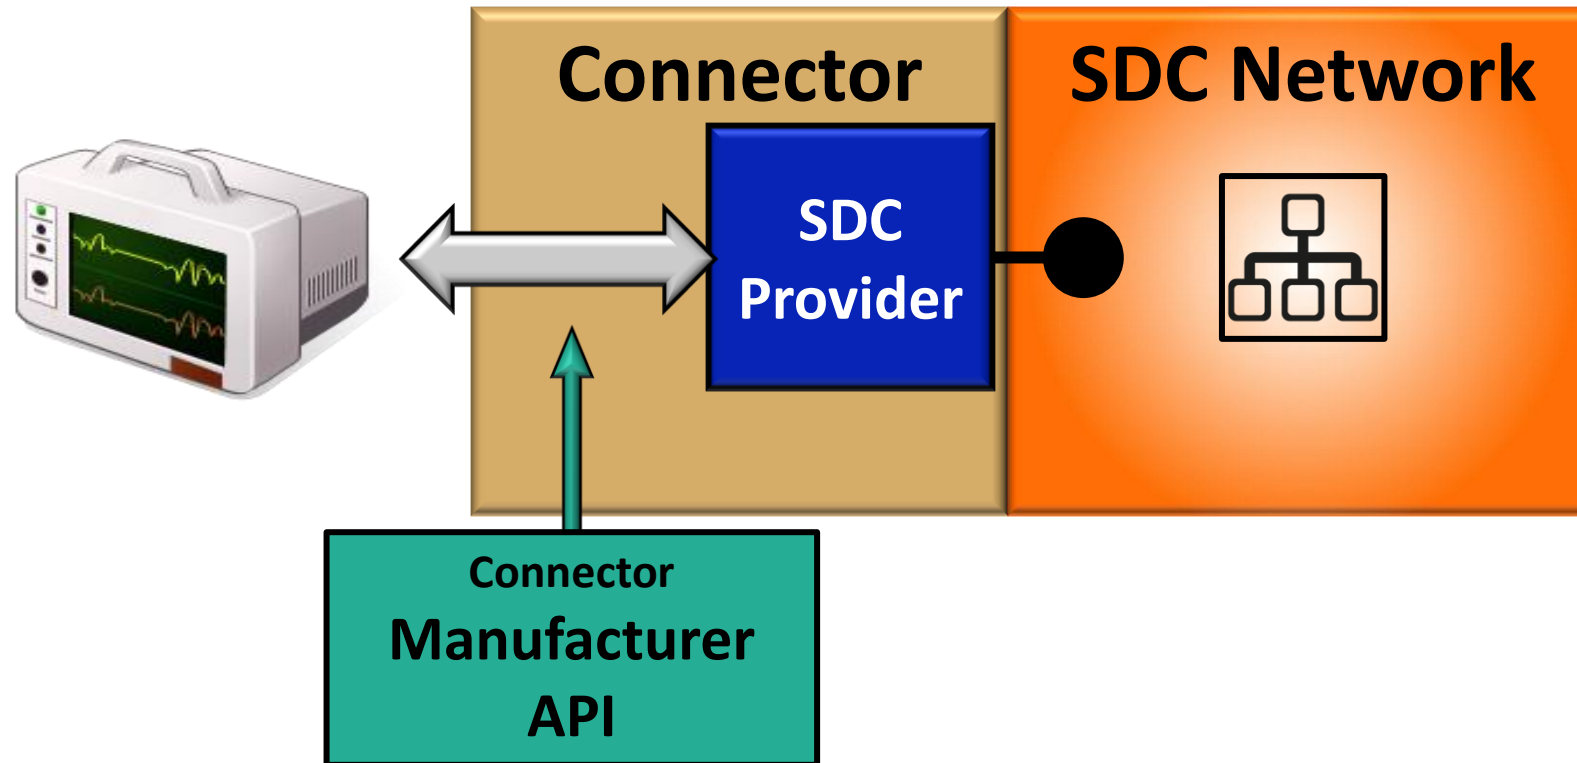 Connector
SDC Network
SDC
Provider
Connector
Manufacturer
API